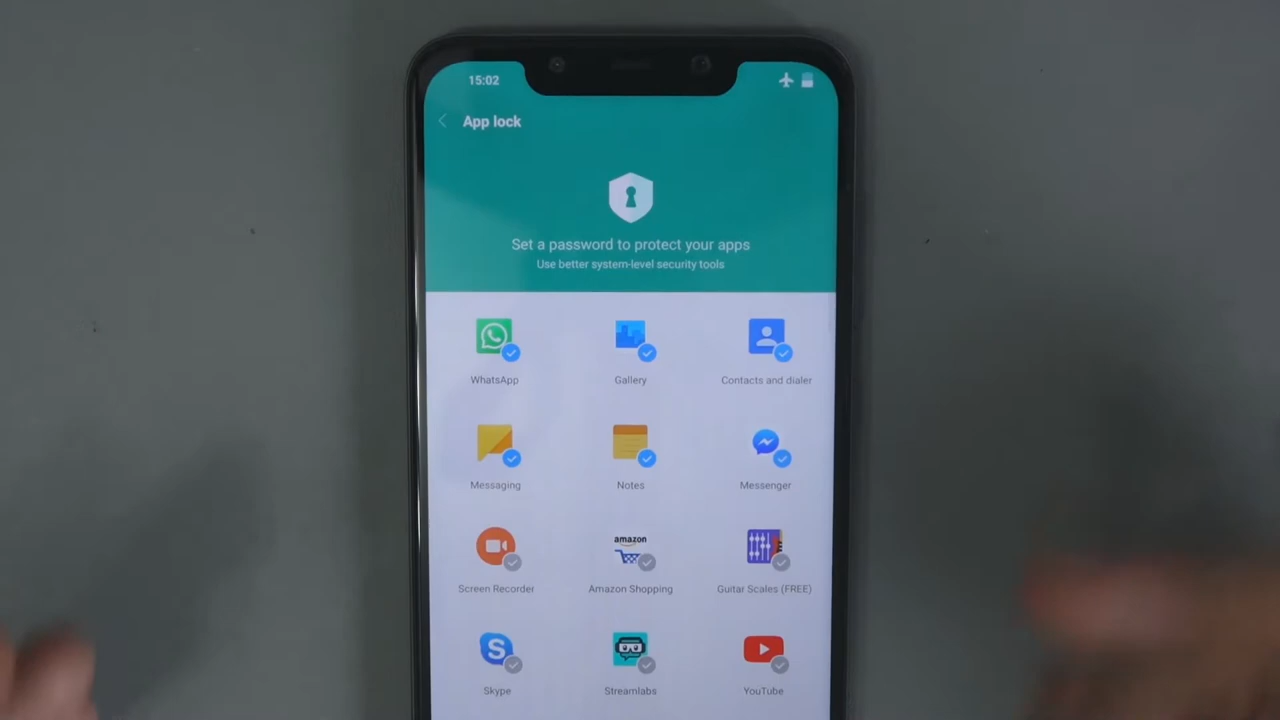 15:02
App lock
Set a password to protect your apps
Use better system-level security tools
WhatsApp
Gallery
Contacts and dialer
Messaging
Notes
Messenger
amazon
Screen Recorder
Amazon Shopping
Guitar Scales (FREE)
S
Skype
Streamlabs
YouTube